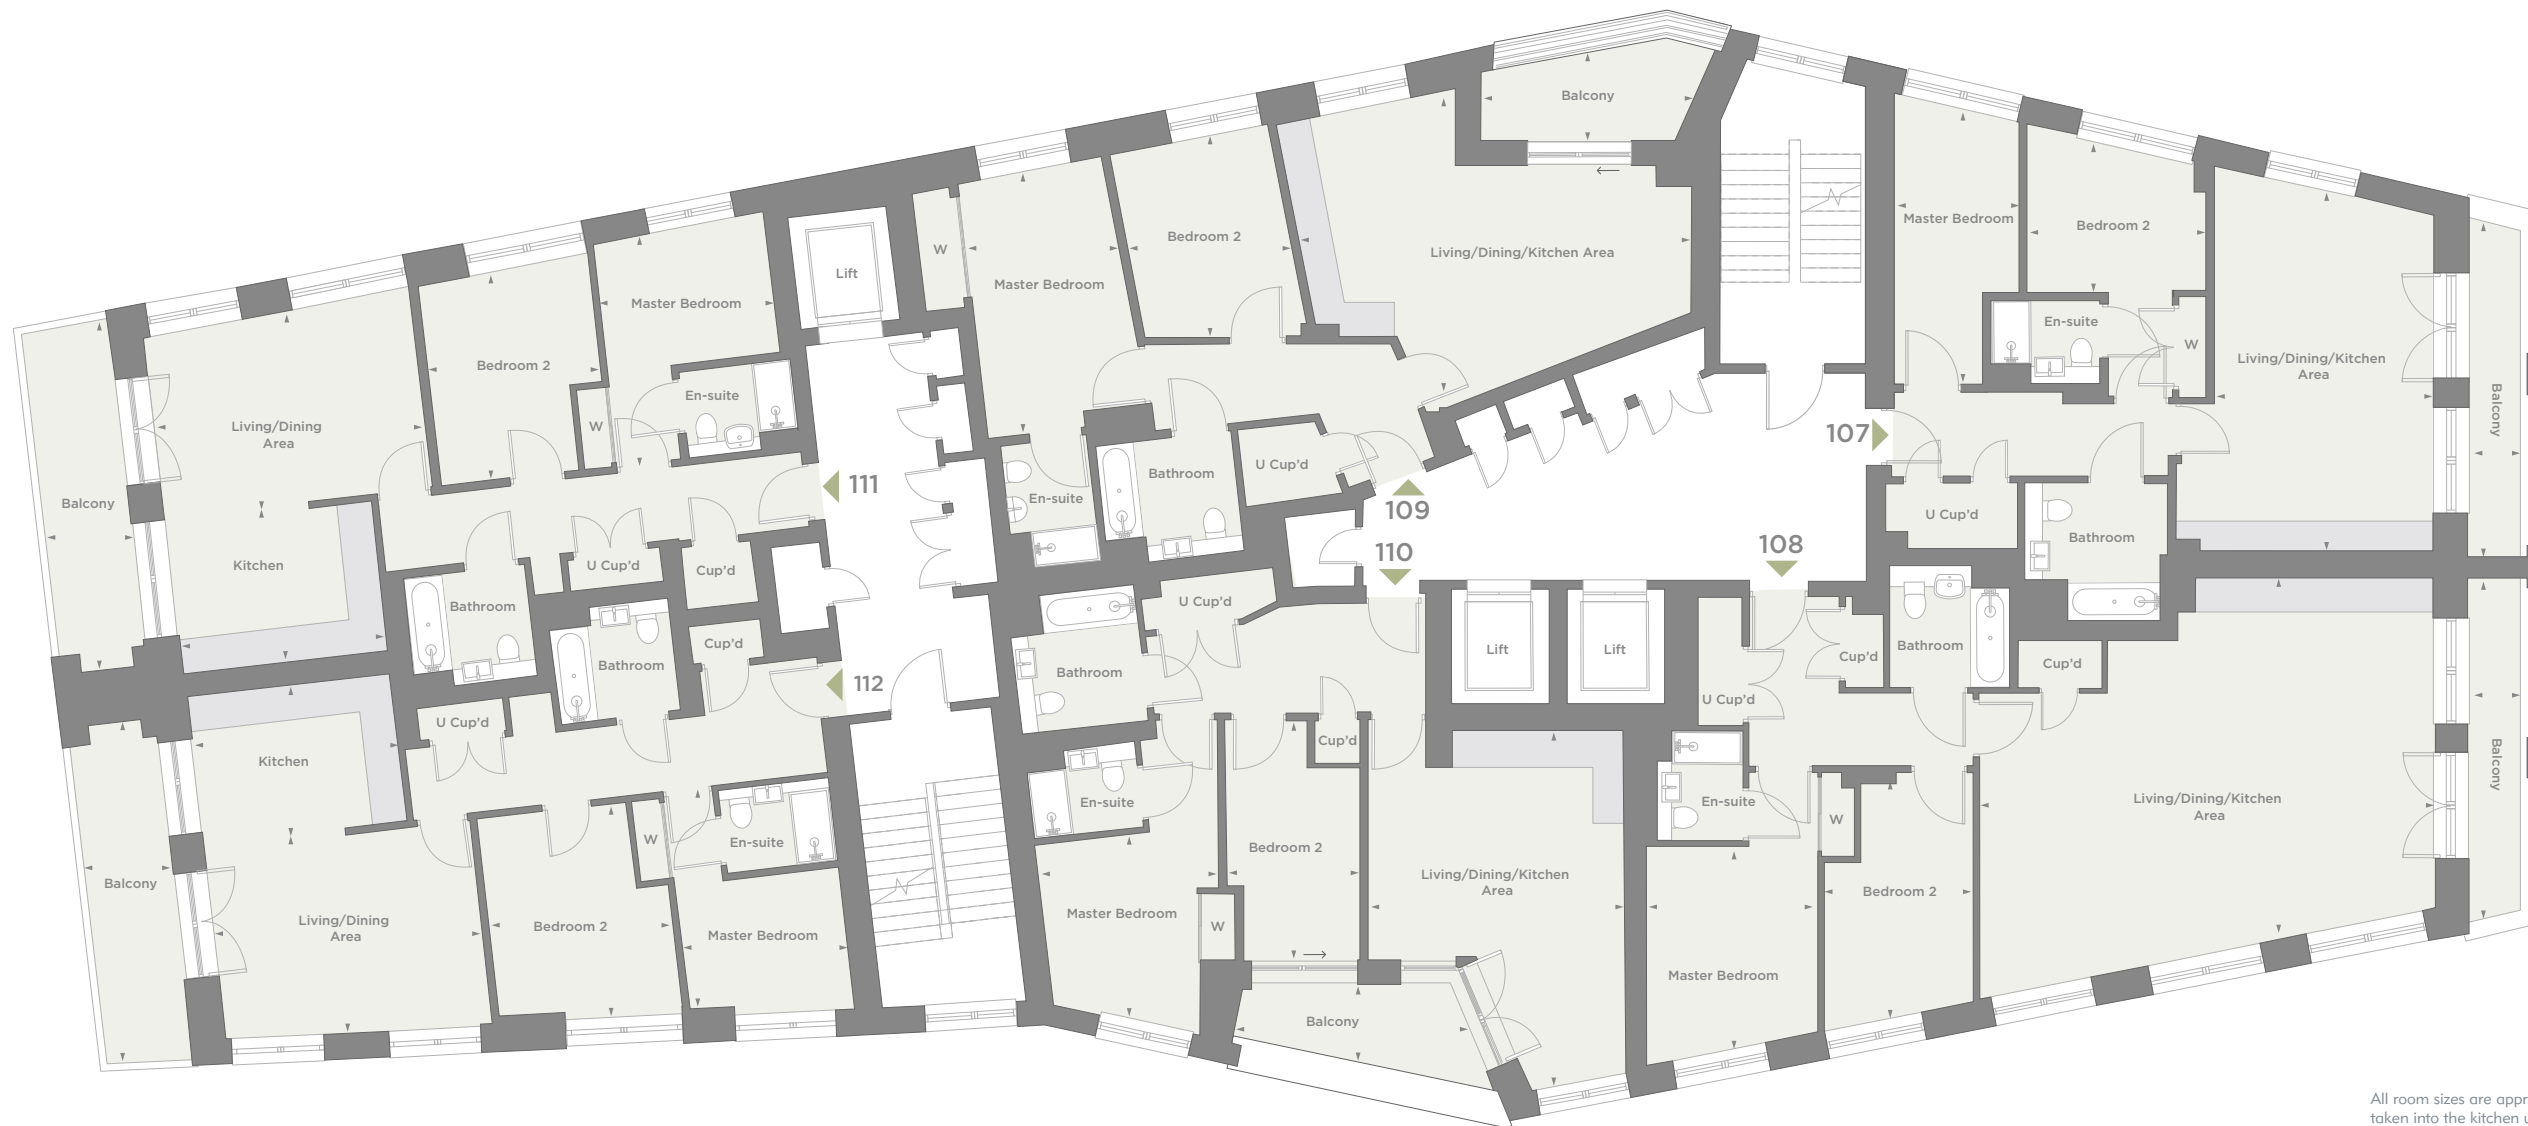 Balcony
Living/Dining/Kitchen Area
Bedroom 2
Master Bedroom
W
Lift
Master Bedroom
Bedroom 2
Living/Dining
Area
Balcony
Kitchen
W
En-suite
111
U Cup'd
Cup'd
Bathroom
En-suite
Bathroom
U Cup'd
109
110
Master Bedroom
Bedroom 2
En-suite
W
Living/Dining/Kitchen
Area
Balcony
107
U Cup'd
Bathroom
108
Bathroom
Cup'd
112
U Cup'd
Kitchen
Balcony
Living/Dining
Area
Bedroom 2
W
En-suite
Master Bedroom
U Cup'd
Bathroom
En-suite
Cup'd
Bedroom 2
Master Bedroom
W
Living/Dining/Kitchen
Area
Balcony
Lift
Lift
U Cup'd
Cup'd
Bathroom
Cup'd
En-suite
W
Bedroom 2
Master Bedroom
Living/Dining/Kitchen
Area
Balcony
All room sizes are appr
taken into the kitchen u